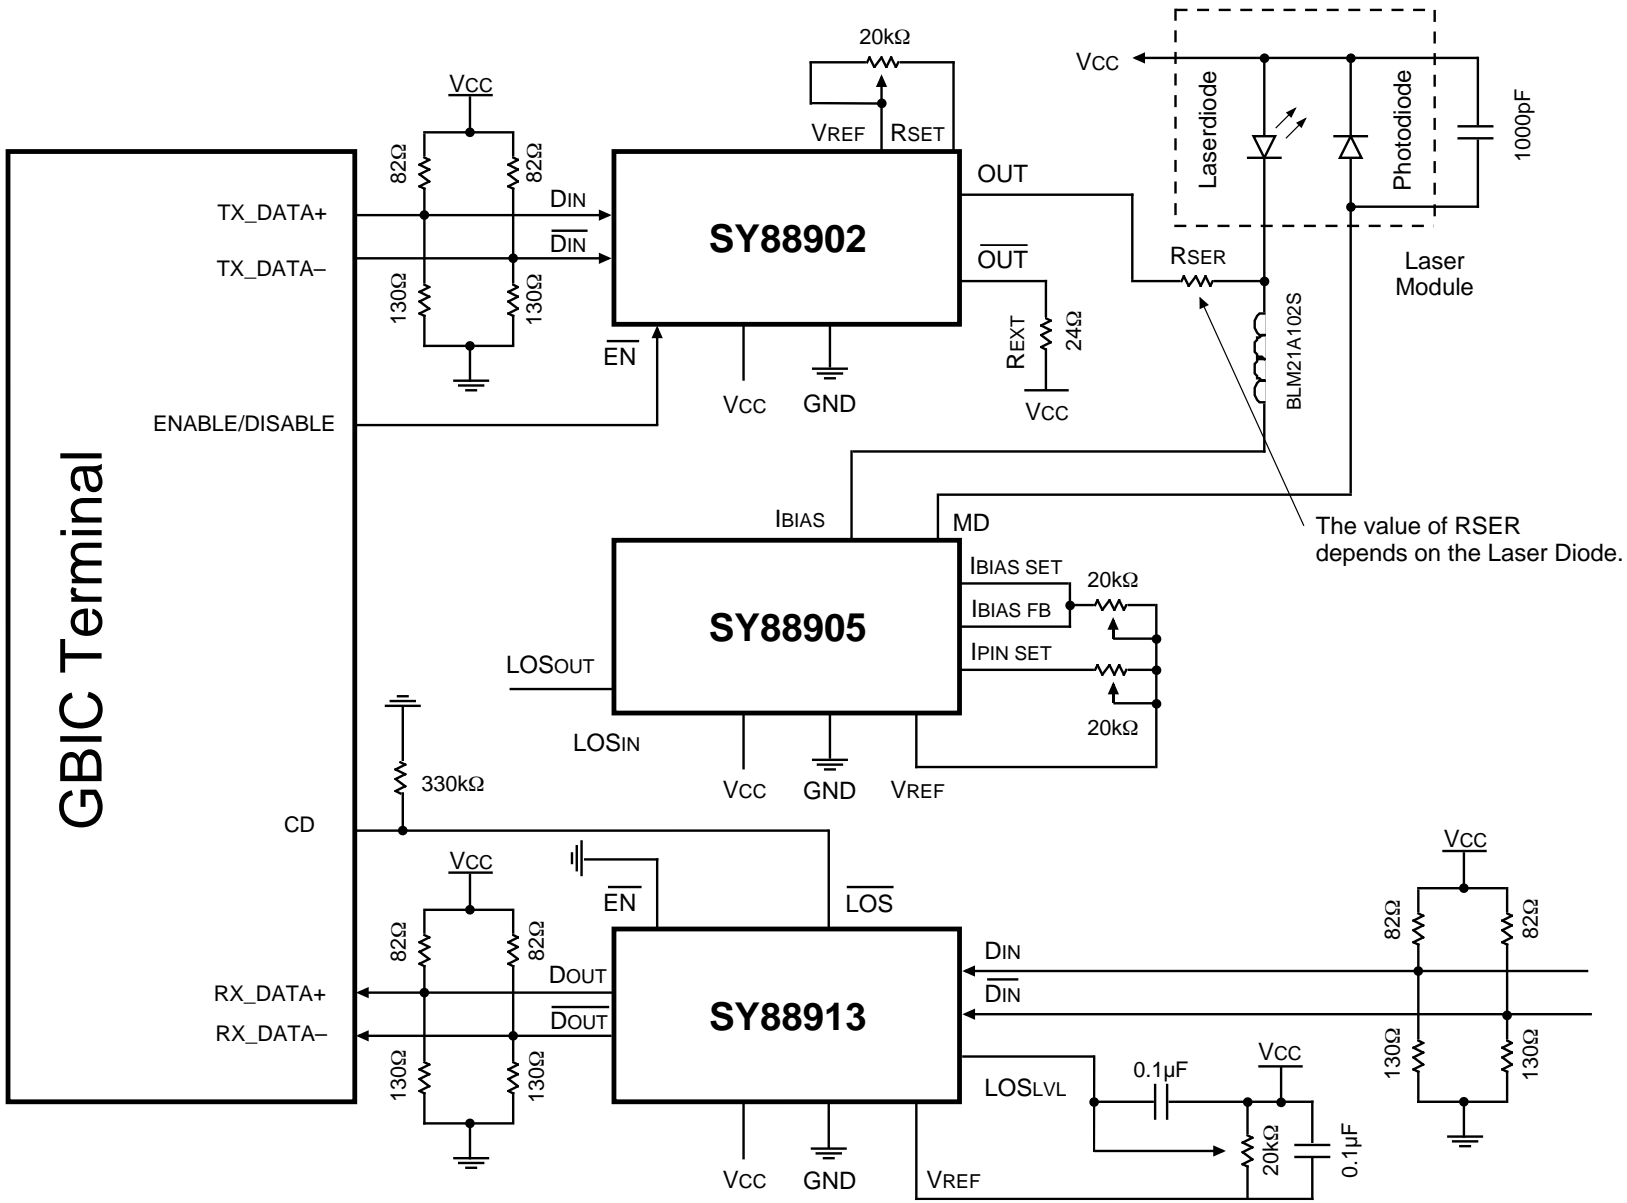 20kΩ
VCC
VREF
RSET
VCC
Laserdiode
Photodiode
1000pF
82Ω
82Ω
TX_DATA+
DIN
SY88902
OUT
TX_DATA–
DIN
OUT
130Ω
130Ω
RSER
Laser
Module
EN
VCC
GND
REXT
24Ω
VCC
BLM21A102S
ENABLE/DISABLE
GBIC Terminal
IBIAS
MD
The value of RSER
depends on the Laser Diode.
IBIAS SET
20kΩ
SY88905
IBIAS FB
IPIN SET
LOSOUT
20kΩ
LOSIN
VCC
GND
VREF
330kΩ
CD
VCC
EN
LOS
VCC
82Ω
82Ω
82Ω
82Ω
DIN
RX_DATA+
DOUT
SY88913
DIN
RX_DATA–
DOUT
130Ω
130Ω
130Ω
130Ω
LOSLVL
0.1µF
VCC
20kΩ
0.1µF
VCC
GND
VREF